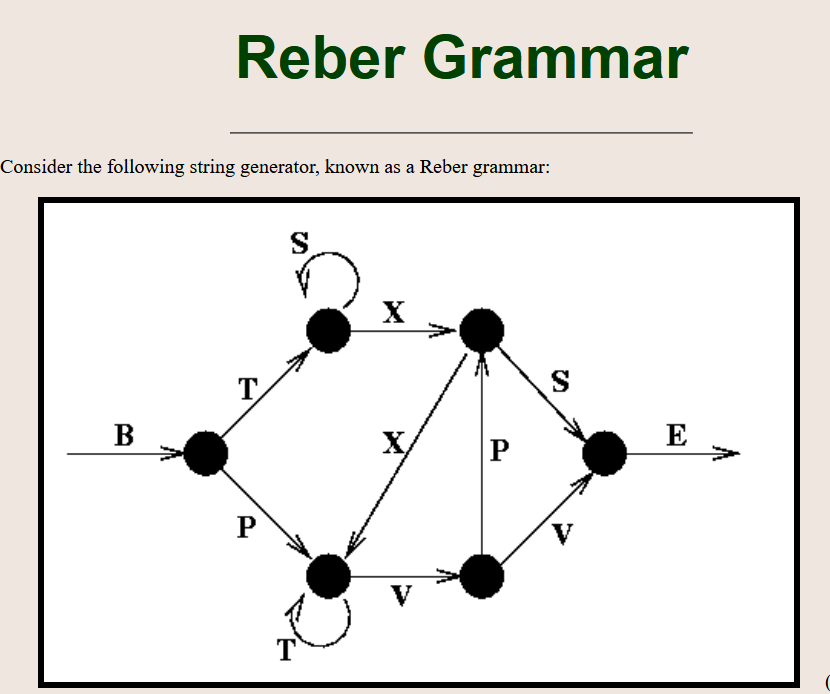 Reber Grammar
Consider the following string generator, known as a Reber grammar:
S
X
T
S
B
X
P
E
P
V
V
T
(